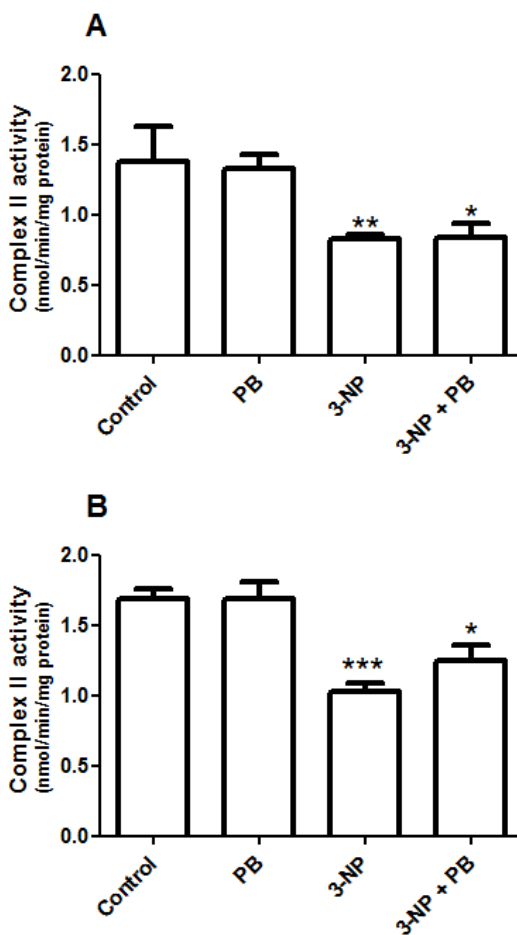 A
Complex II activity
(nmol/min/mg protein)
2.0
1.5
1.0
0.5
0.0
** *
Control PB 3-NP 3-NP + PB
B
Complex II activity
(nmol/min/mg protein)
2.0
1.5
1.0
0.5
0.0
*** *
Control PB 3-NP 3-NP + PB